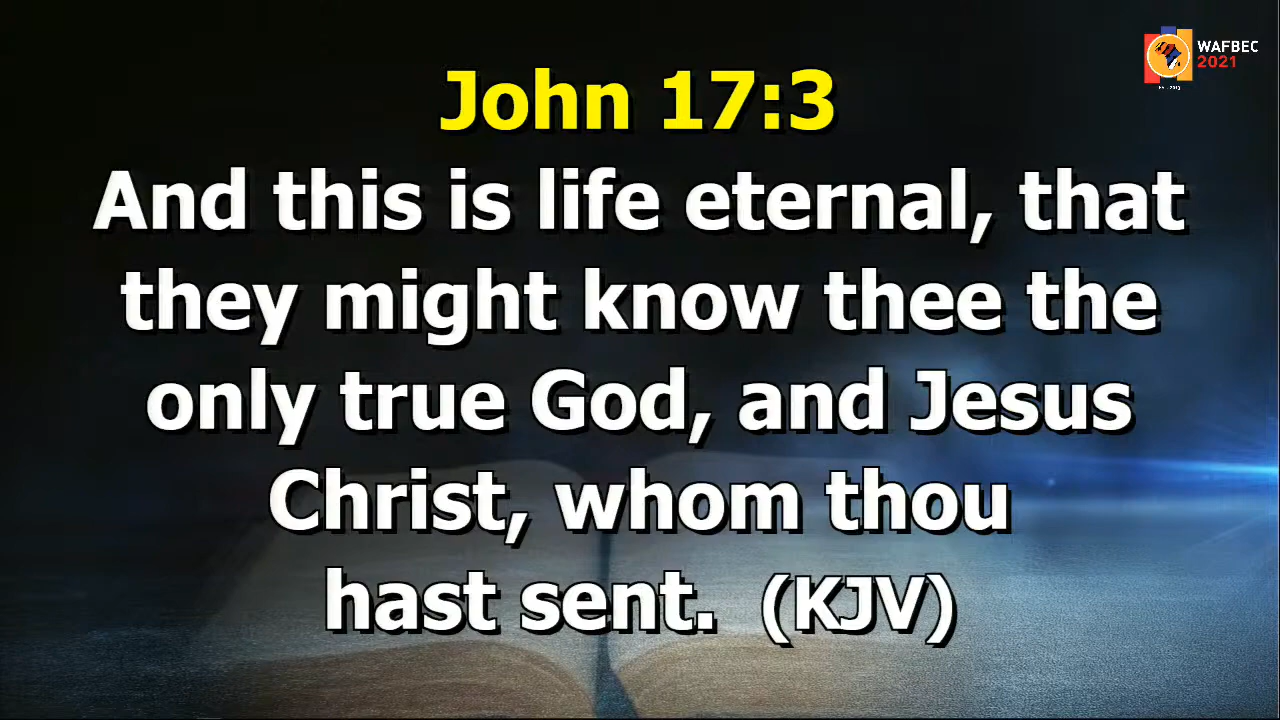 WAFBEC
2021
John 17:3
And this is life eternal, that
they might know thee the
only true God, and Jesus
Christ, whom thou
hast sent. (KJV)